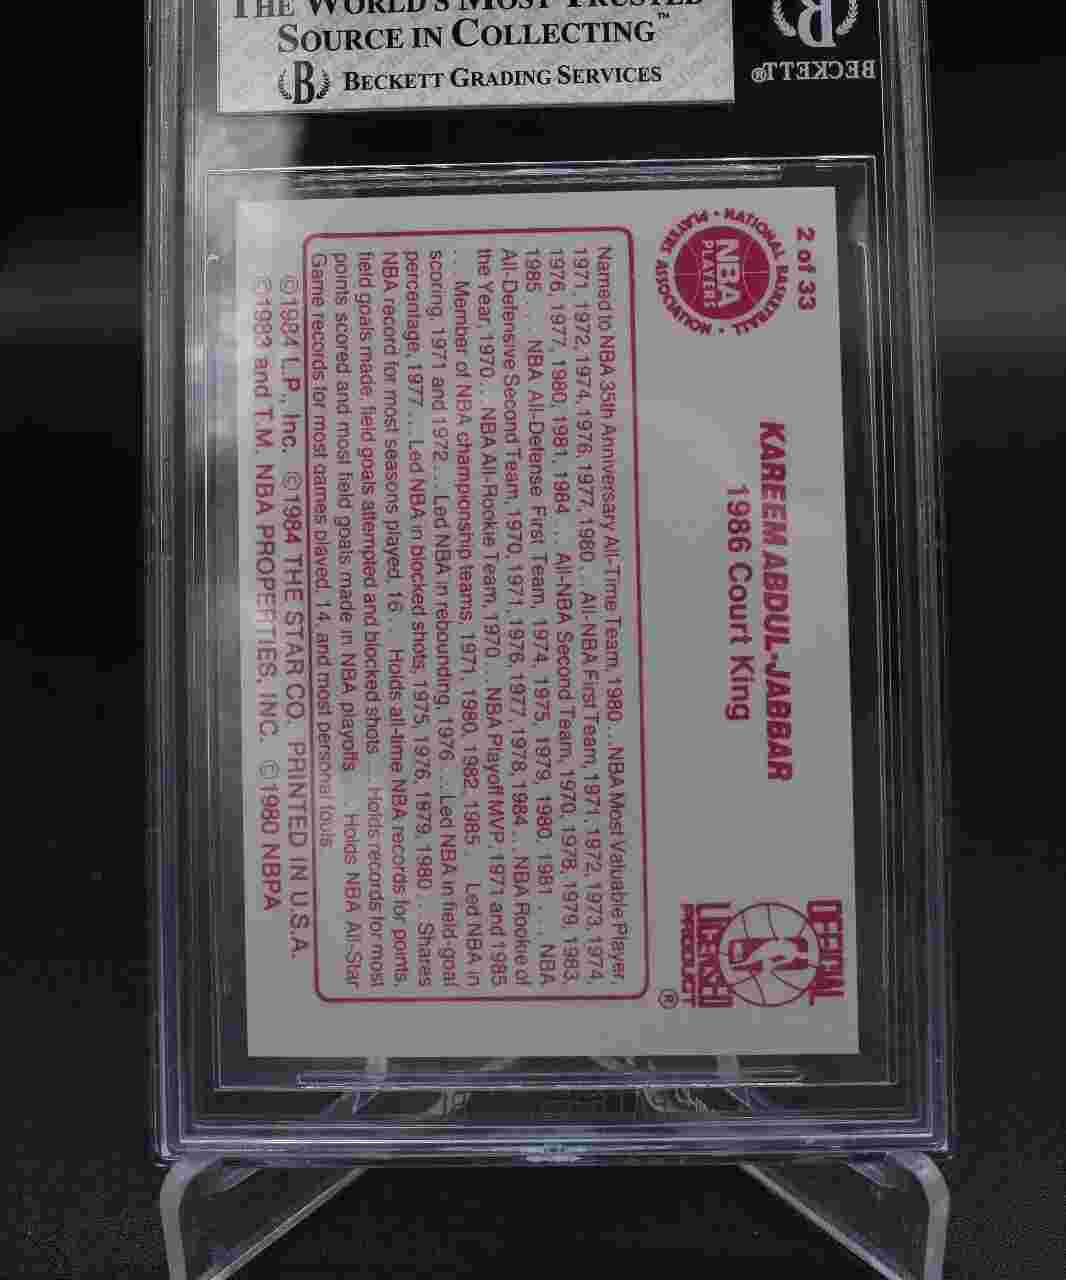 THE WORLD'S MOST TRUSTED
SOURCE IN COLLECTING™
B BECKETT GRADING SERVICES
B
BECKETT®
2 of 33
NATIONAL BASKETBALL
PLAYERS ASSOCIATION
NBA
PLAYERS
KAREEM ABDUL-JABBAR
1986 Court King
OFFICIAL
LICENSED
PRODUCT
®
Named to NBA 35th Anniversary All-Time Team, 1980...NBA Most Valuable Player,
1971, 1972, 1974, 1976, 1977, 1980...All-NBA First Team, 1971, 1972, 1973, 1974,
1976, 1977, 1980, 1981, 1984... All-NBA Second Team, 1970, 1978, 1979, 1983,
1985... NBA All-Defense First Team, 1974, 1975, 1979, 1980, 1981... NBA
All-Defensive Second Team, 1970, 1971, 1976, 1977, 1978, 1984... NBA Rookie of
the Year, 1970... NBA All-Rookie Team, 1970... NBA Playoff MVP, 1971 and 1985
... Member of NBA championship teams, 1971, 1980, 1982, 1985... Led NBA in
scoring, 1971 and 1972... Led NBA in rebounding, 1976... Led NBA in field-goal
percentage, 1977... Led NBA in blocked shots, 1975, 1976, 1979, 1980... Shares
NBA record for most seasons played, 16... Holds all-time NBA records for points,
field goals made, field goals attempted and blocked shots... Holds records for most
points scored and most field goals made in NBA playoffs... Holds NBA All-Star
Game records for most games played, 14, and most personal fouls.
©1984 L.P., Inc. ©1984 THE STAR CO. PRINTED IN U.S.A.
©1983 and T.M. NBA PROPERTIES, INC. ©1980 NBPA